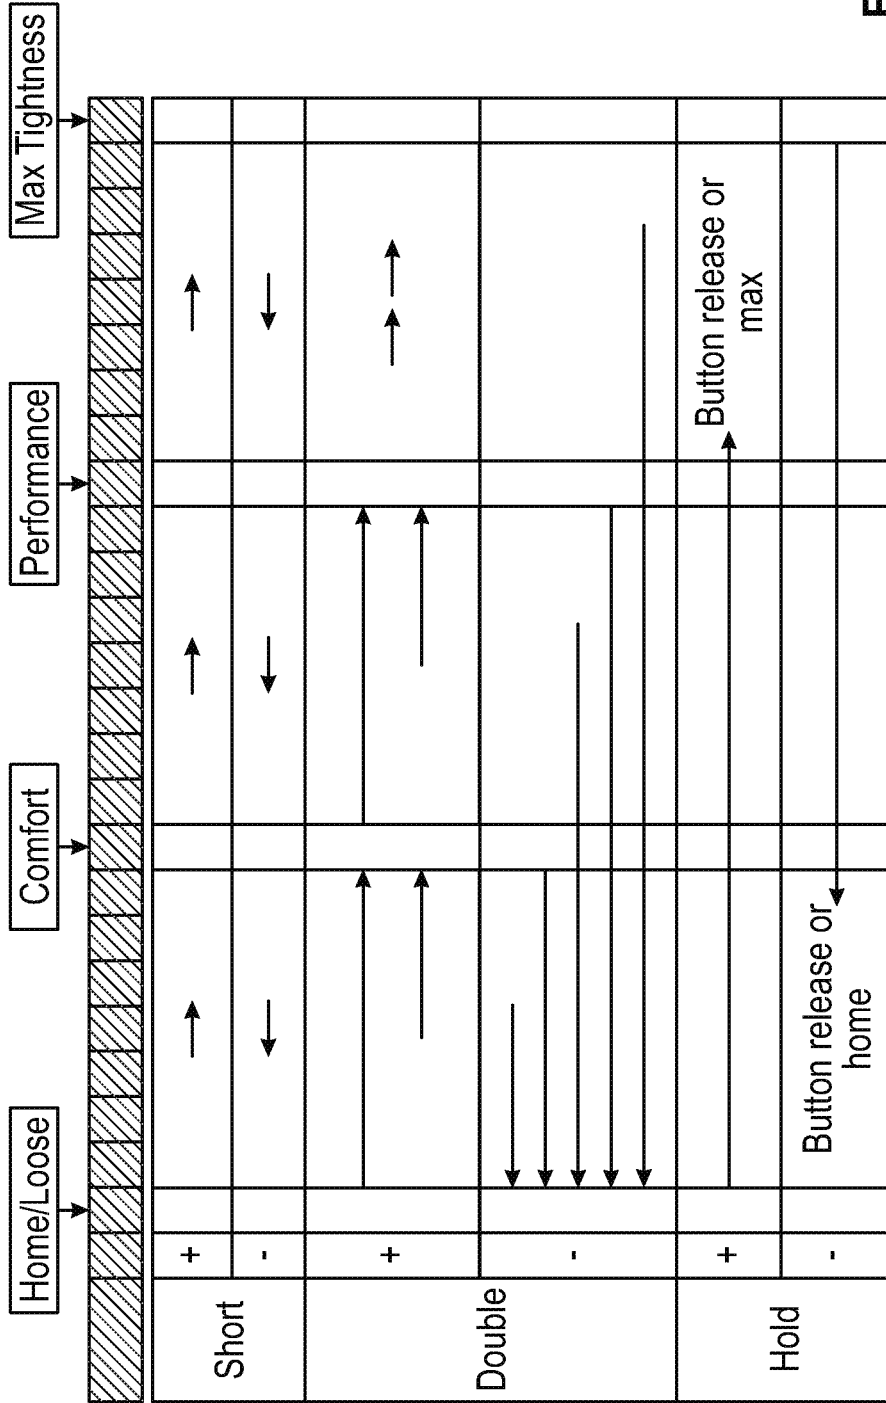 Home/Loose
Comfort
Performance
Max Tightness
Short
+
-
Double
+
-
Hold
+
Button release or
max
-
Button release or
home